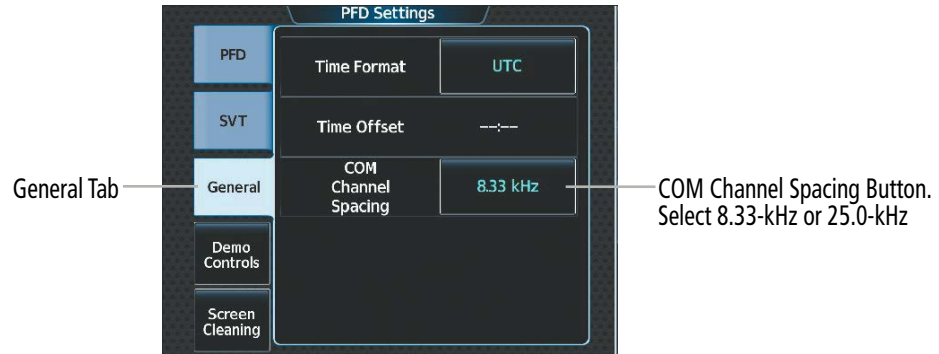 PFD Settings
PFD
Time Format
UTC
SVT
Time Offset
--:--
General Tab
General
COM
Channel
Spacing
8.33 kHz
COM Channel Spacing Button.
Select 8.33-kHz or 25.0-kHz
Demo
Controls
Screen
Cleaning